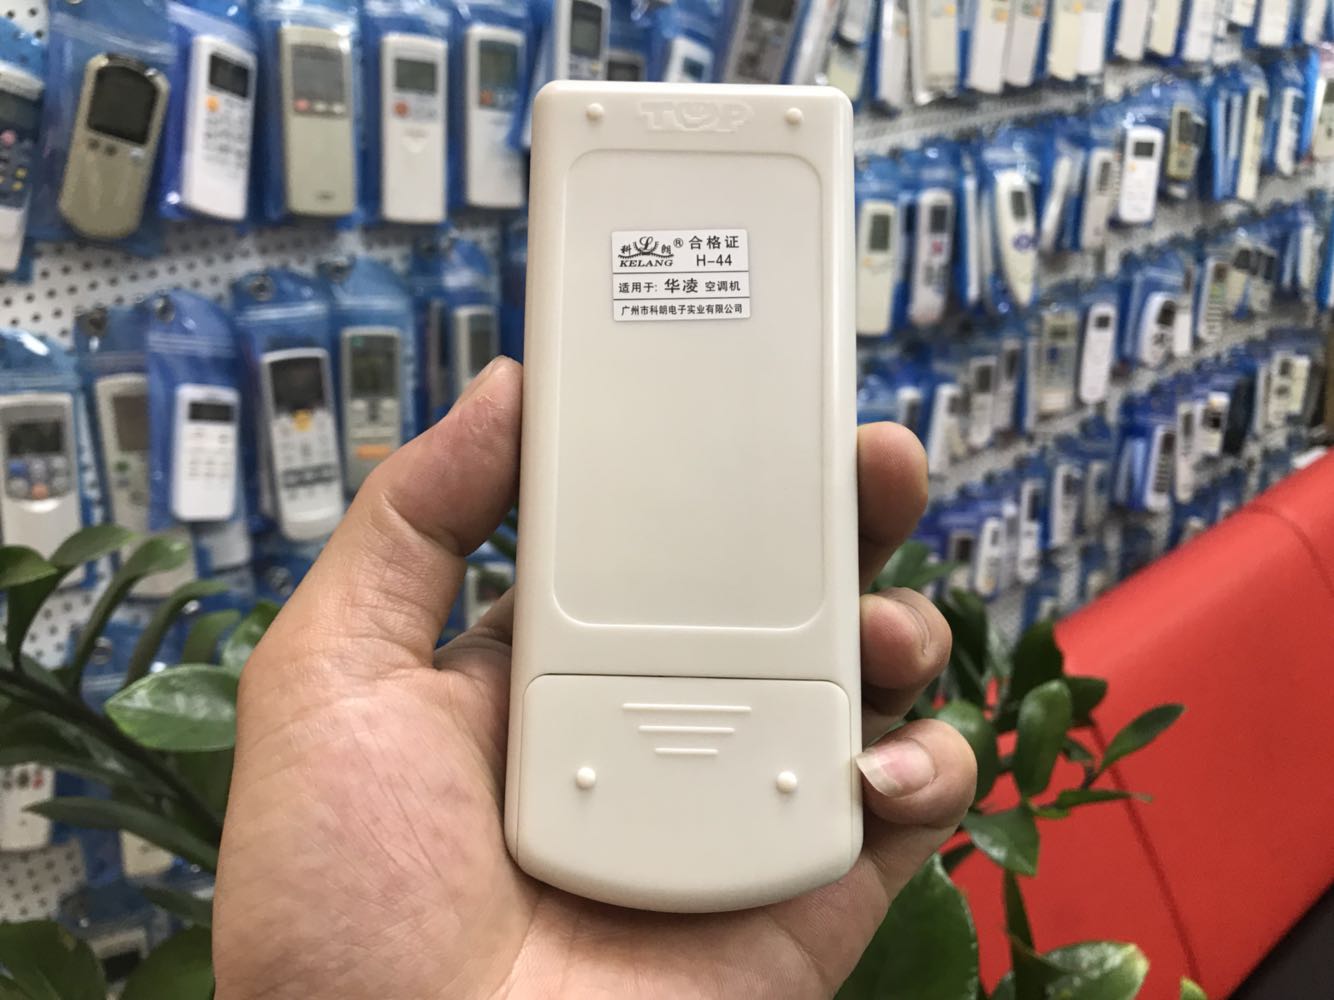 TOP
科朗® 合格证
KELANG H-44
适用于: 华凌 空调机
广州市科朗电子实业有限公司